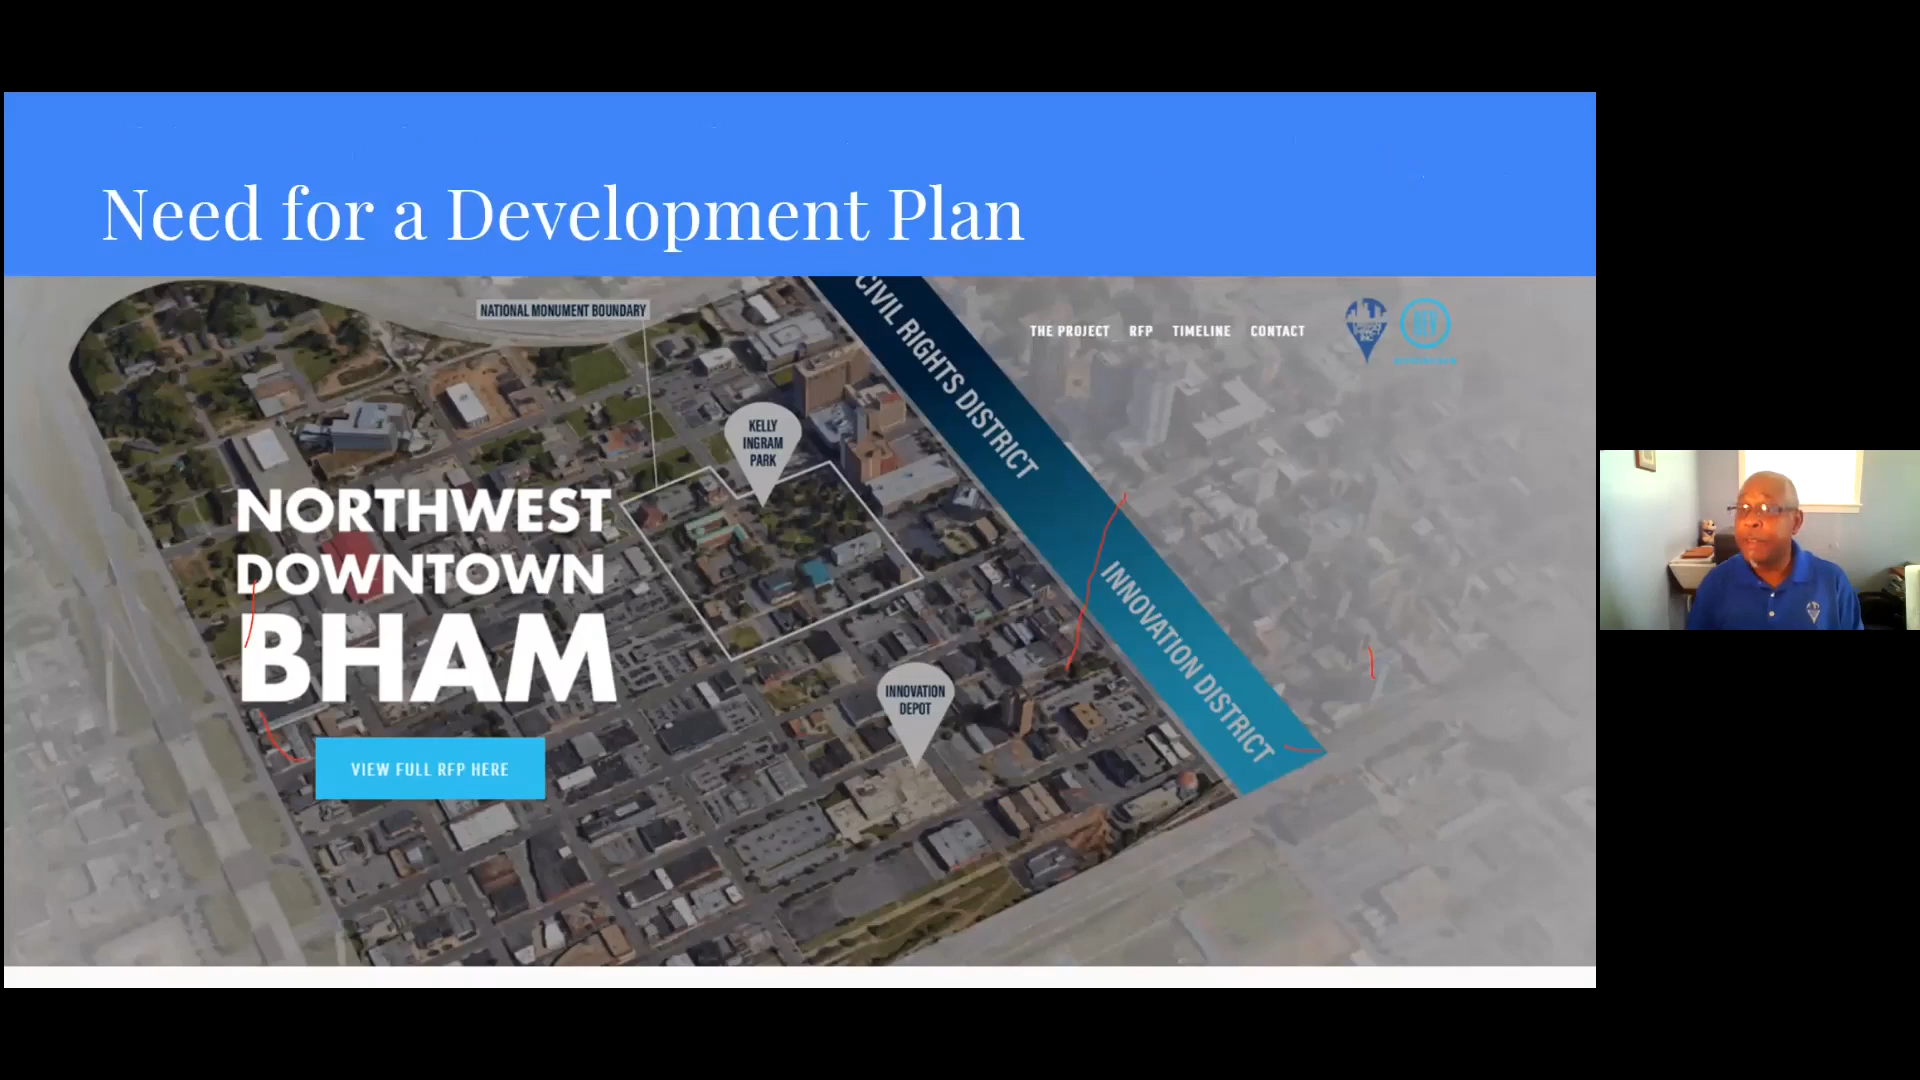 Need for a Development Plan
NATIONAL MONUMENT BOUNDARY
CIVIL RIGHTS DISTRICT
THE PROJECT RFP TIMELINE CONTACT
REV
KELLY
INGRAM
PARK
NORTHWEST
DOWNTOWN
BHAM
INNOVATION DISTRICT
INNOVATION
DEPOT
VIEW FULL RFP HERE